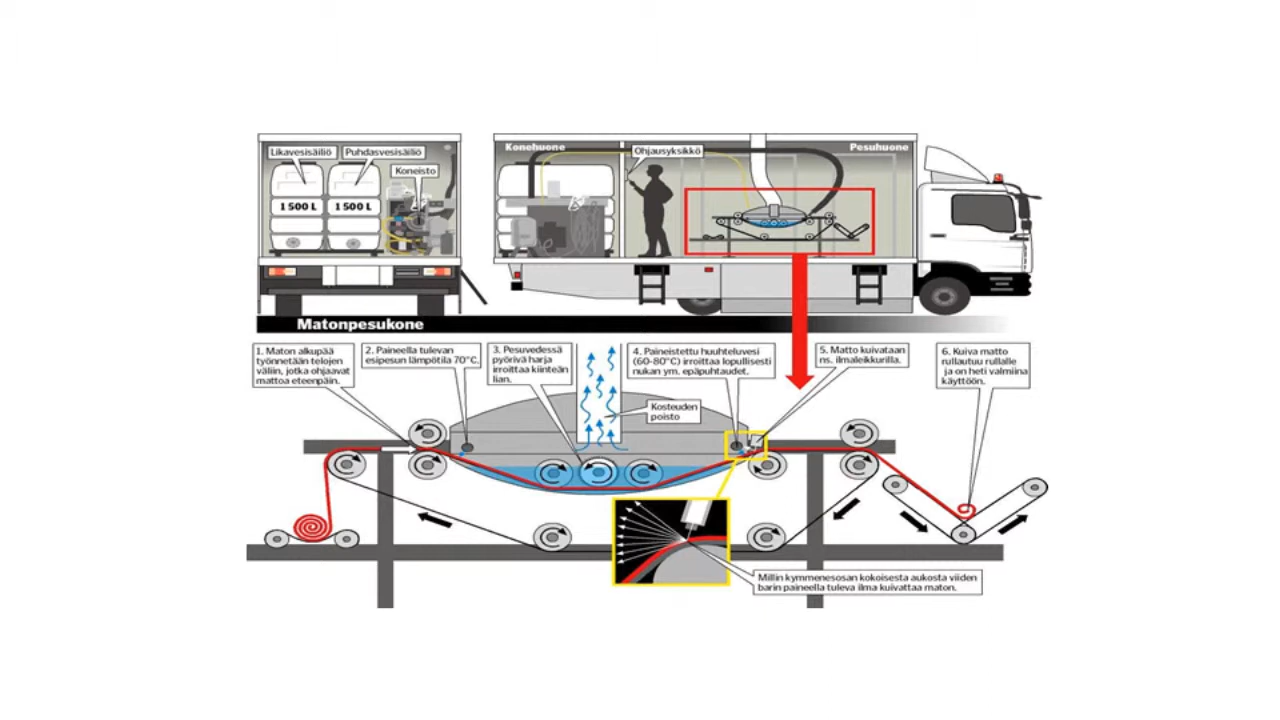 Likavesisäiliö
Puhdasvesisäiliö
Koneisto
1 500 L
1 500 L
Konehuone
Ohjausyksikkö
Pesuhuone
Matonpesukone
1. Maton alkupää
työnnetään telojen
väliin, jotka ohjaavat
mattoa eteenpäin.
2. Paineella tulevan
esipesun lämpötila 70°C.
3. Pesuvedessä
pyörivä harja
irroittaa kiinteän
lian.
4. Paineistettu huuhteluvesi
(60-80°C) irroittaa lopullisesti
nukan ym. epäpuhtaudet.
5. Matto kuivataan
ns. ilmaleikkurilla.
6. Kuiva matto
rullautuu rullalle
ja on heti valmiina
käyttöön.
Kosteuden
poisto
Millin kymmenesosan kokoisesta aukosta viiden
barin paineella tuleva ilma kuivattaa maton.